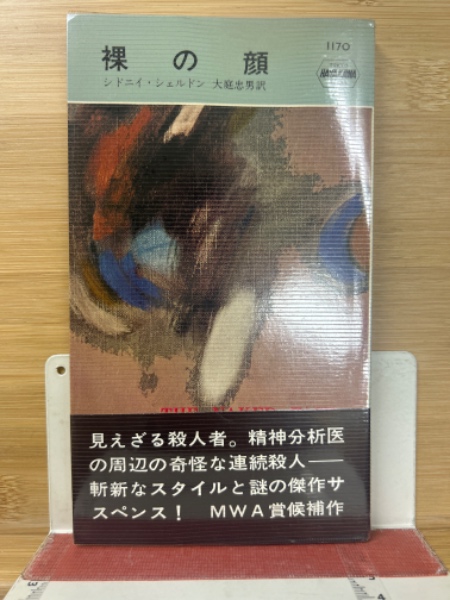 裸の顔
1170
シドニイ・シェルドン 大庭忠男訳
見えざる殺人者。精神分析医
の周辺の奇怪な連続殺人──
斬新なスタイルと謎の傑作サ
スペンス! MWA賞候補作